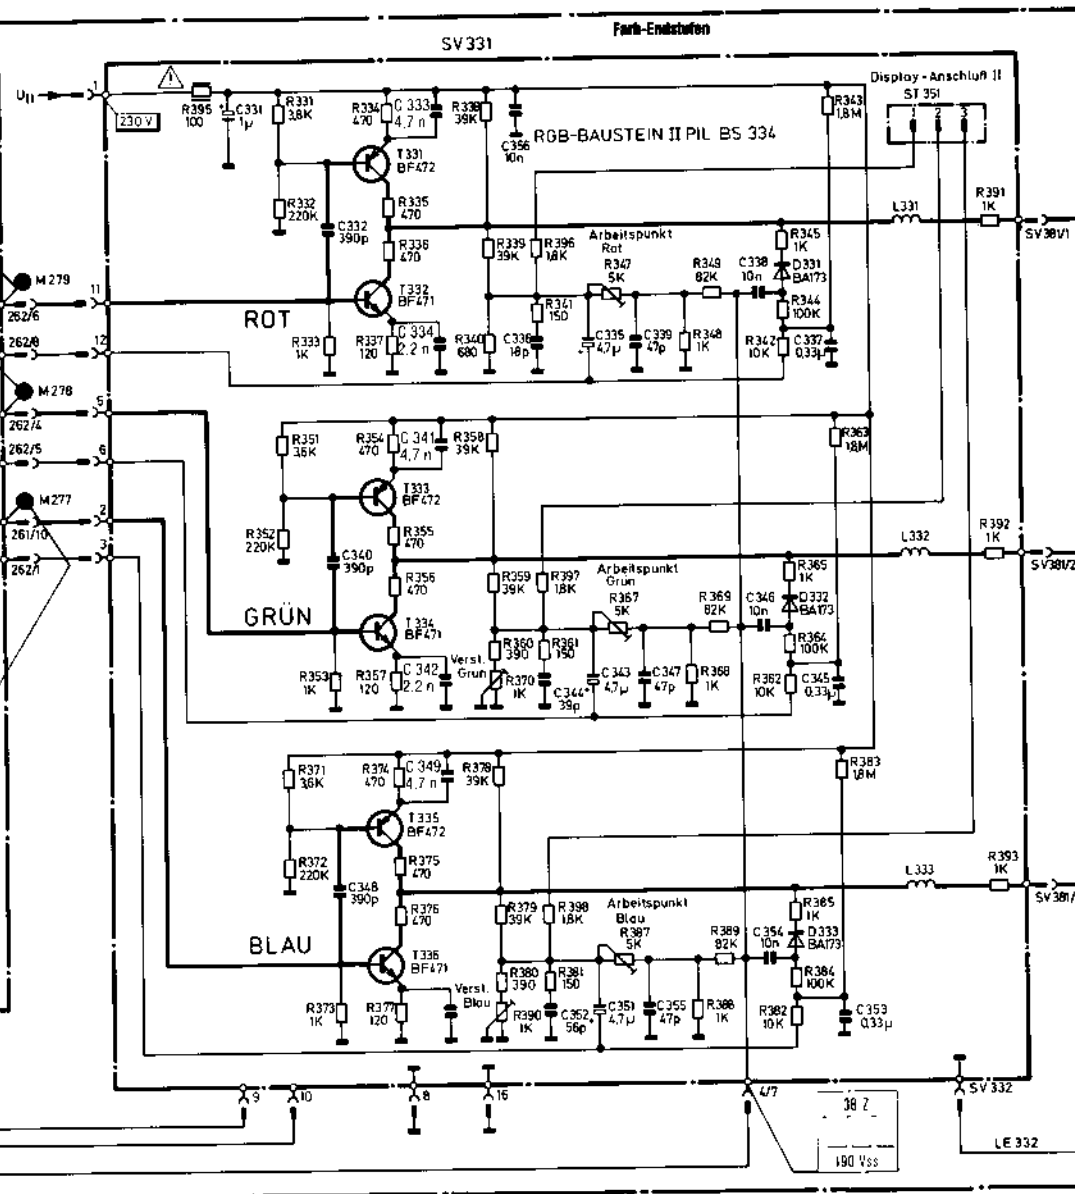 Farb-Endstufen
SV331
Display-Anschluß II
ST 351
1 2 3
U11
1
230 V
R395
100
C331
1µ
R331
3,8K
R334
470
C 333
4,7 n
R338
39K
C356
10n
RGB-BAUSTEIN II PIL BS 334
R343
1,8M
T331
BF472
R332
220K
C332
390p
R335
470
R336
470
R339
39K
R396
1,8K
Arbeitspunkt
Rot
R347
5K
R349
82K
C338
10n
R345
1K
D331
BA173
L331
R391
1K
SV381/1
M279
262/6
11
ROT
T332
BF471
R341
150
R344
100K
262/8
12
R333
1K
R337
120
C 334
2.2 n
R340
680
C336
18p
C335
4,7µ
C339
47p
R348
1K
R342
10K
C337
0,33µ
M278
262/4
5
262/5
6
R351
3,6K
R354
470
C 341
4,7 n
R358
39K
R363
1,8M
M277
261/10
2
262/1
3
T333
BF472
R352
220K
C340
390p
R355
470
R356
470
R359
39K
R397
1,8K
Arbeitspunkt
Grün
R367
5K
R369
82K
C346
10n
R365
1K
D332
BA173
L332
R392
1K
SV381/2
GRÜN
T334
BF471
R360
390
R361
150
R364
100K
Verst.
Grün
R353
1K
R357
120
C 342
2.2 n
R370
1K
C344
39p
C343
4,7µ
C347
47p
R368
1K
R362
10K
C345
0,33µ
R371
3,6K
R374
470
C 349
4,7 n
R378
39K
R383
1,8M
T335
BF472
R372
220K
C348
390p
R375
470
R376
470
R379
39K
R398
1,8K
Arbeitspunkt
Blau
R387
5K
R389
82K
C354
10n
R385
1K
D333
BA173
L333
R393
1K
SV381/
BLAU
T336
BF471
R380
390
R381
150
R384
100K
Verst.
Blau
R373
1K
R377
120
R390
1K
C352
56p
C351
4,7µ
C355
47p
R388
1K
R382
10K
C353
0,33µ
9
10
8
16
4/7
SV 332
38 Z
190 Vss
LE 332